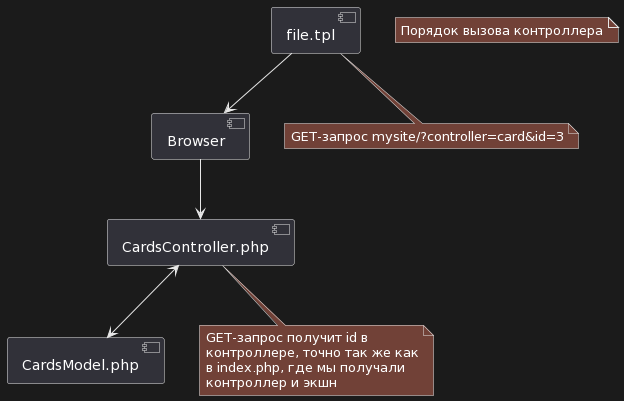 file.tpl
Порядок вызова контроллера
Browser
GET-запрос mysite/?controller=card&id=3
CardsController.php
CardsModel.php
GET-запрос получит id в
контроллере, точно так же как
в index.php, где мы получали
контроллер и экшн